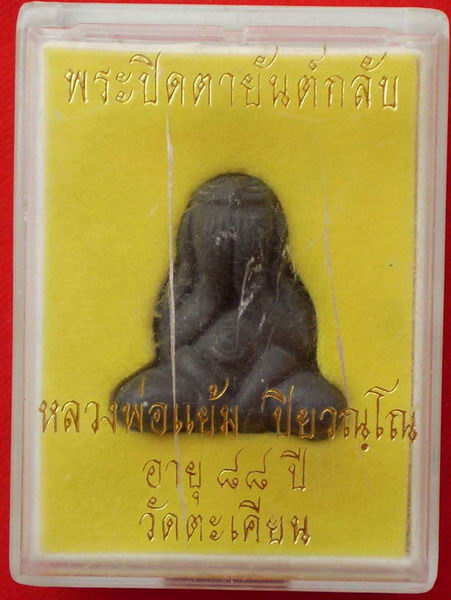 พระปิดตายันต์กลับ
หลวงพ่อแย้ม ปิยวณฺโณ
อายุ ๘๘ ปี
วัดตะเคียน